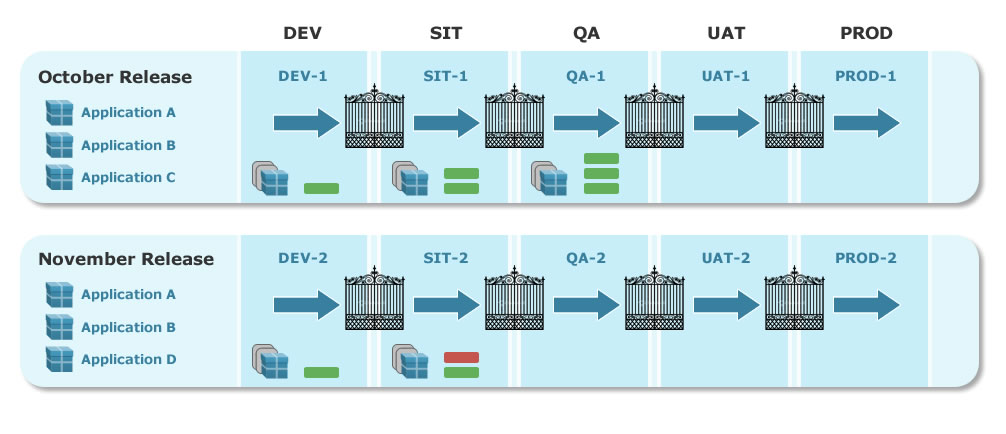 DEV SIT QA UAT PROD
October Release
DEV-1 SIT-1 QA-1 UAT-1 PROD-1
Application A
Application B
Application C
November Release
DEV-2 SIT-2 QA-2 UAT-2 PROD-2
Application A
Application B
Application D